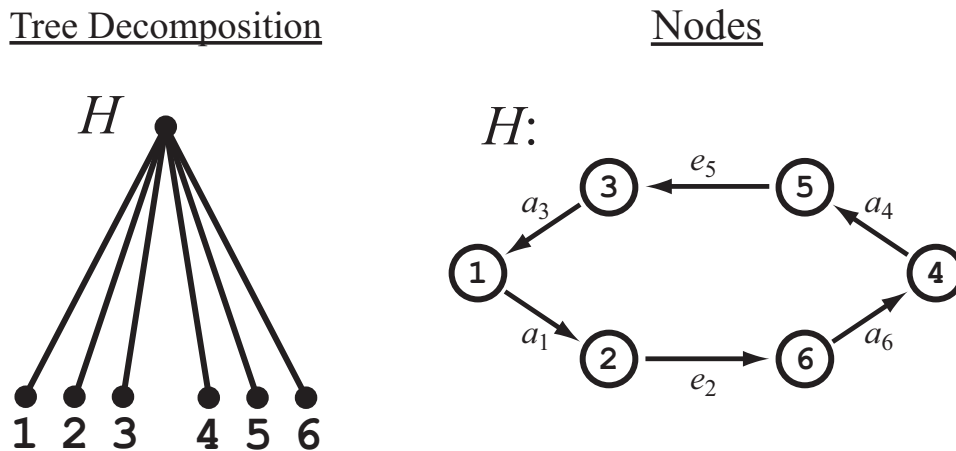 Tree Decomposition
Nodes
H
H:
e5
3
5
a3
a4
1
4
a1
a6
2
6
e2
1 2 3 4 5 6